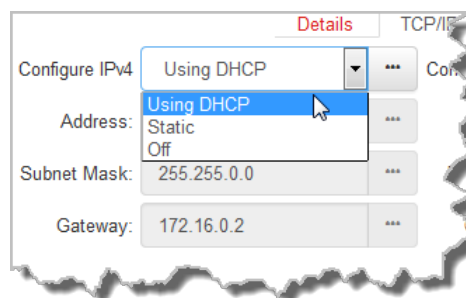 Details TCP/IP
Configure IPv4 Using DHCP ••• Con
Using DHCP
Address: •••
Static
Off
Subnet Mask: 255.255.0.0 •••
Gateway: 172.16.0.2 •••